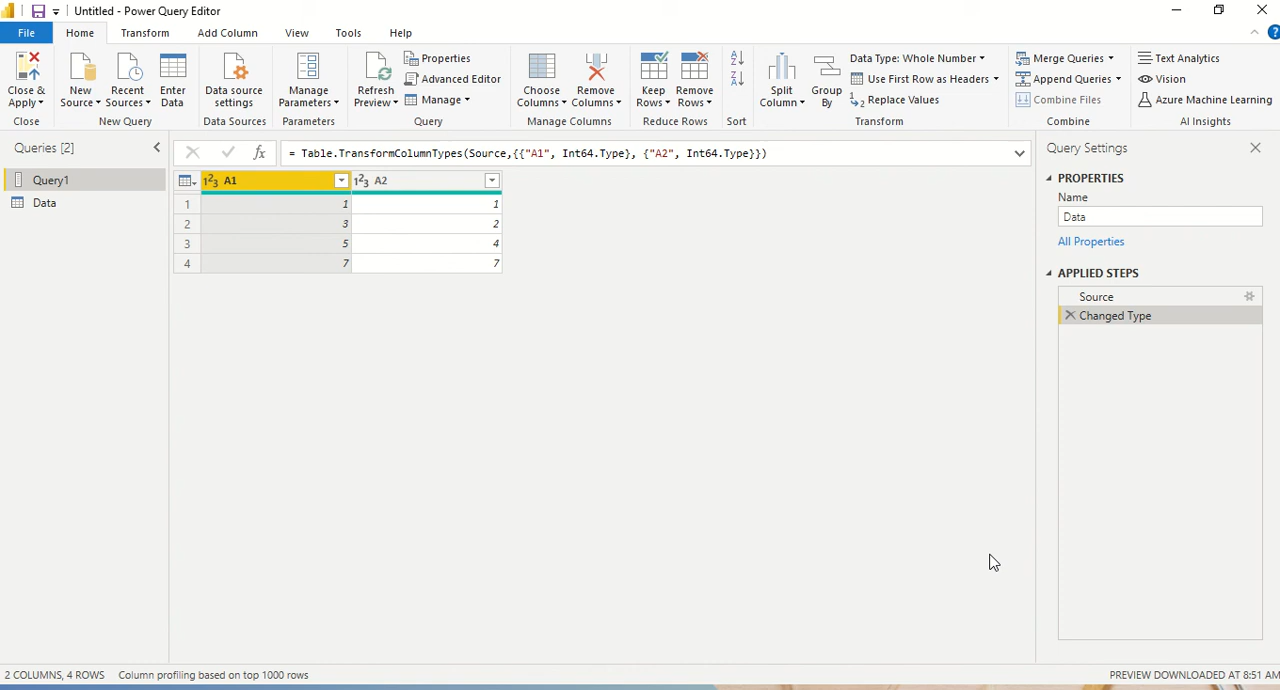 Untitled - Power Query Editor
File Home Transform Add Column View Tools Help
Close & Apply
New Source
Recent Sources
Enter Data
Data source settings
Manage Parameters
Refresh Preview
Properties
Advanced Editor
Manage
Choose Columns
Remove Columns
Keep Rows
Remove Rows
Split Column
Group By
Data Type: Whole Number
Use First Row as Headers
1 2 Replace Values
Merge Queries
Append Queries
Combine Files
Text Analytics
Vision
Azure Machine Learning
Close New Query Data Sources Parameters Query Manage Columns Reduce Rows Sort Transform Combine AI Insights
Queries [2]
Query1
Data
fx = Table.TransformColumnTypes(Source,{{"A1", Int64.Type}, {"A2", Int64.Type}})
123 A1 123 A2
1 1 1
2 3 2
3 5 4
4 7 7
Query Settings
PROPERTIES
Name
Data
All Properties
APPLIED STEPS
Source
Changed Type
2 COLUMNS, 4 ROWS Column profiling based on top 1000 rows PREVIEW DOWNLOADED AT 8:51 AM